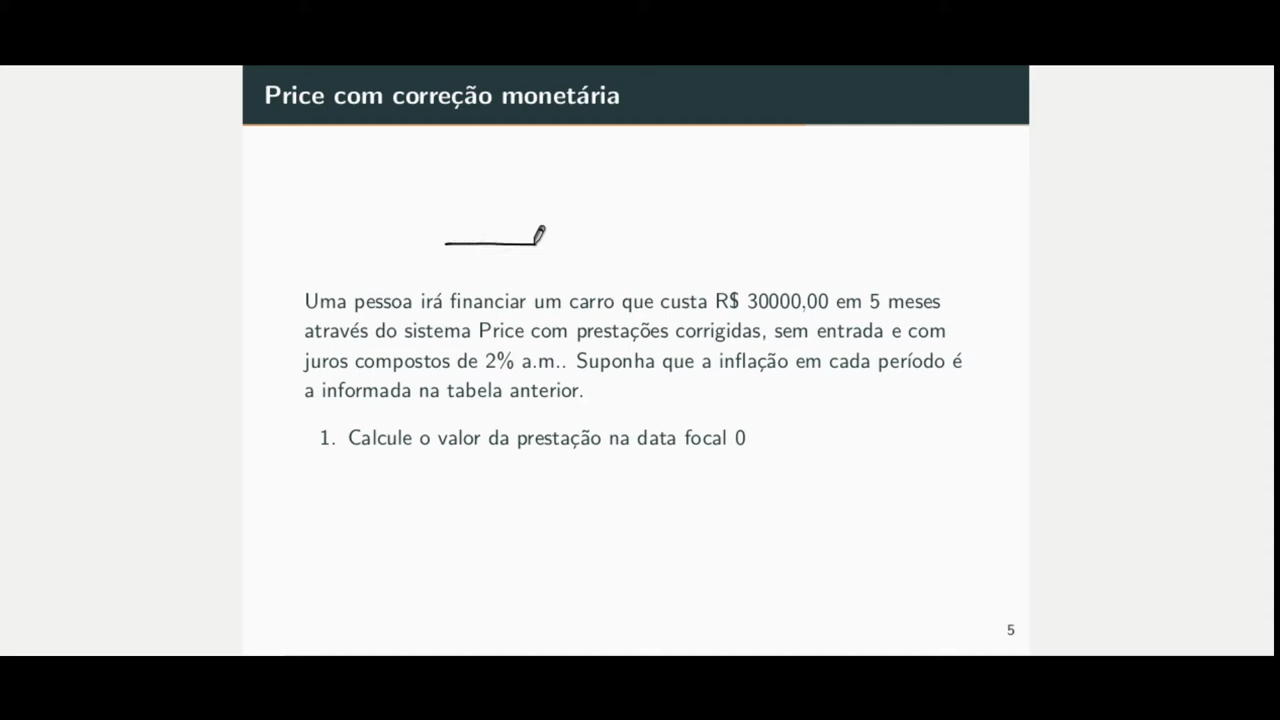 Price com correção monetária
Uma pessoa irá financiar um carro que custa R$ 30000,00 em 5 meses
através do sistema Price com prestações corrigidas, sem entrada e com
juros compostos de 2% a.m.. Suponha que a inflação em cada período é
a informada na tabela anterior.
1. Calcule o valor da prestação na data focal 0
5